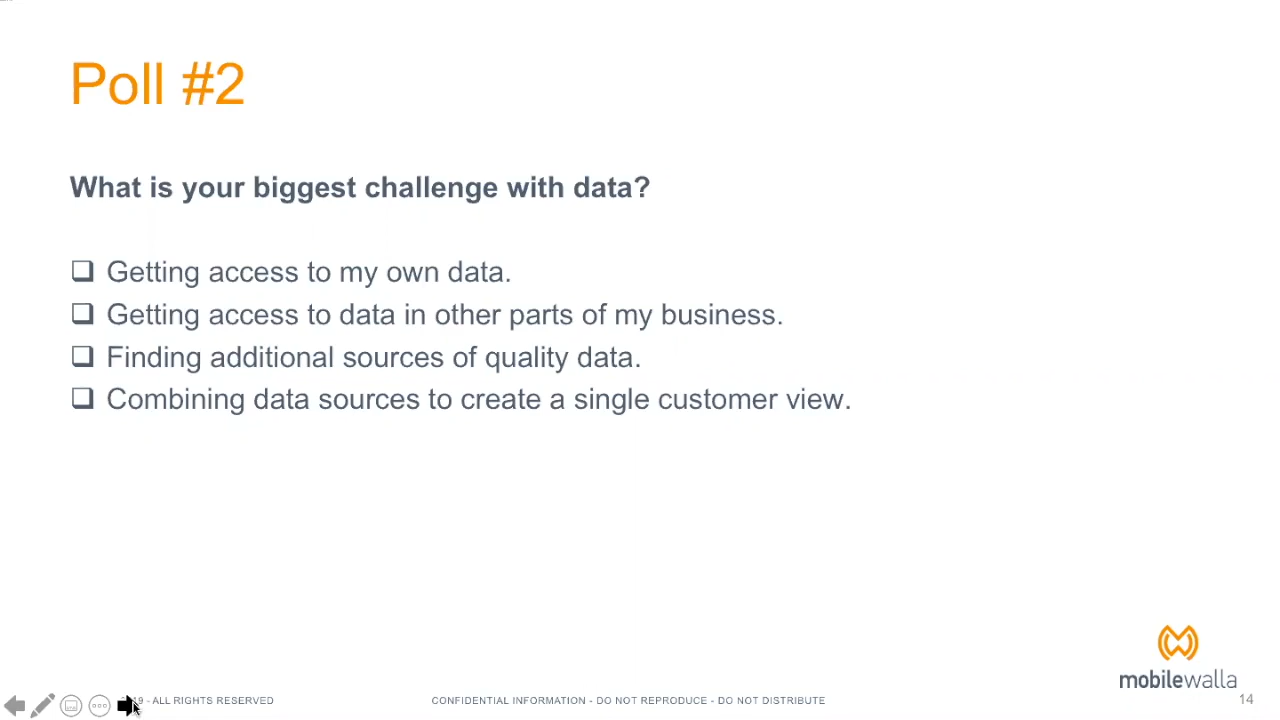 Poll #2
What is your biggest challenge with data?
❑ Getting access to my own data.
❑ Getting access to data in other parts of my business.
❑ Finding additional sources of quality data.
❑ Combining data sources to create a single customer view.
mobilewalla
- ALL RIGHTS RESERVED
CONFIDENTIAL INFORMATION - DO NOT REPRODUCE - DO NOT DISTRIBUTE
14